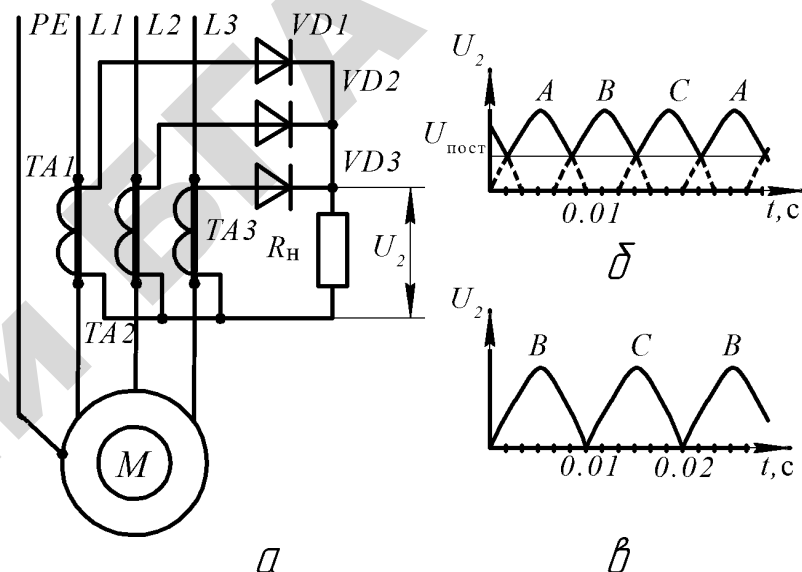 PE L1 L2 L3 VD1
VD2
VD3
TA1
TA3
Rн
U2
TA2
M
а
U2
A B C A
Uпост
0.01 t,с
б
U2
B C B
0.01 0.02 t,с
в
И БГА